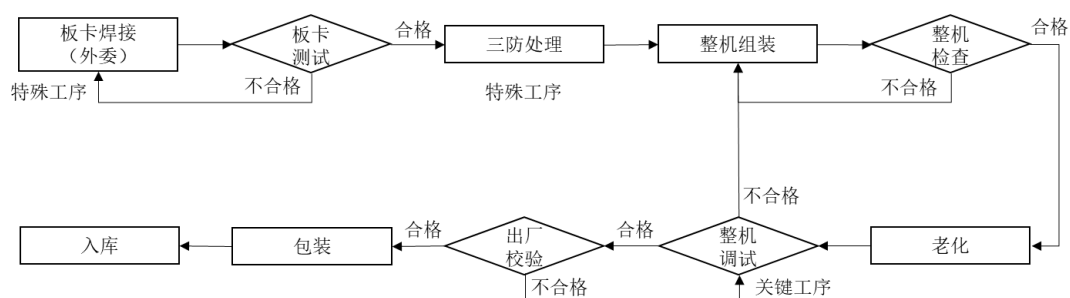 板卡焊接
（外委）
板卡
测试
合格
三防处理
整机组装
整机
检查
合格
特殊工序
不合格
特殊工序
不合格
不合格
入库
包装
合格
出厂
校验
合格
整机
调试
老化
不合格
关键工序